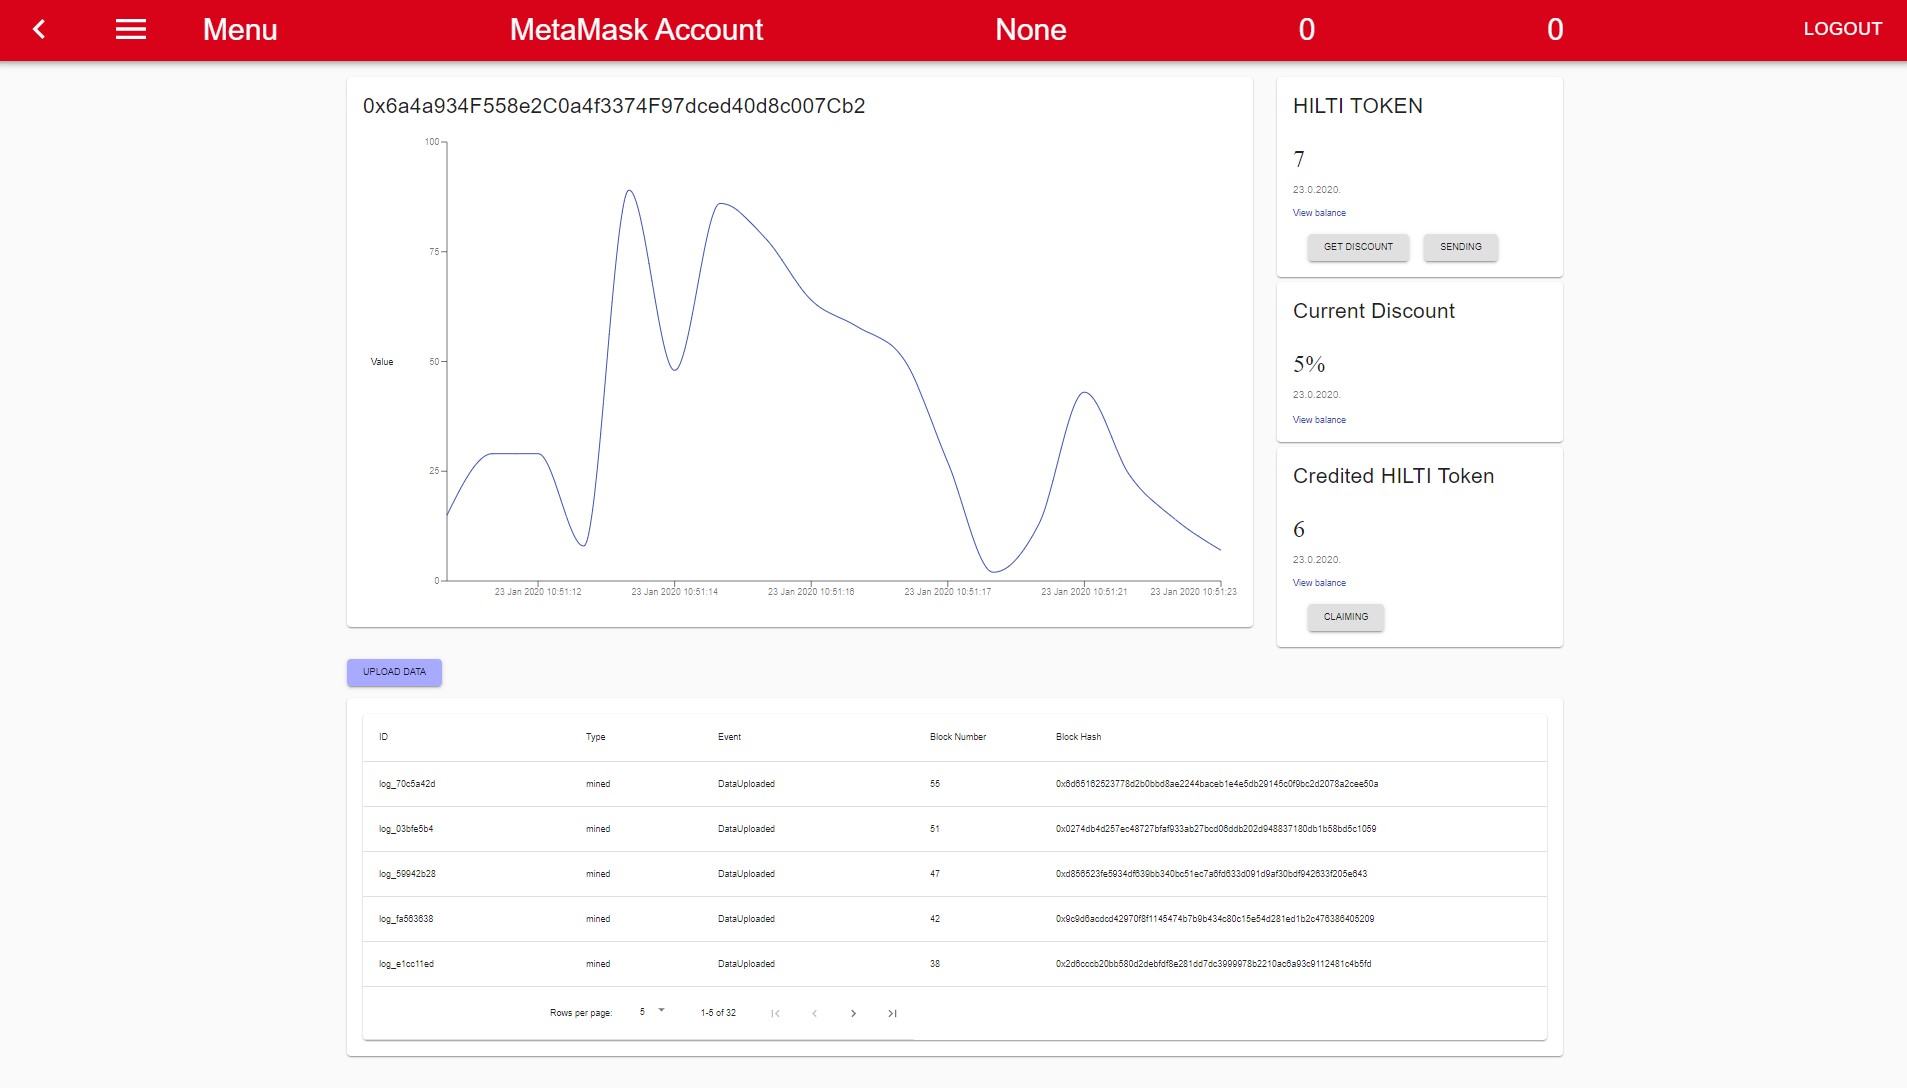 Menu MetaMask Account None 0 0 LOGOUT
0x6a4a934F558e2C0a4f3374F97dced40d8c007Cb2
100
75
Value
50
25
0
23 Jan 2020 10:51:12 23 Jan 2020 10:51:14 23 Jan 2020 10:51:16 23 Jan 2020 10:51:17 23 Jan 2020 10:51:21 23 Jan 2020 10:51:23
HILTI TOKEN
7
23.0.2020.
View balance
GET DISCOUNT SENDING
Current Discount
5%
23.0.2020.
View balance
Credited HILTI Token
6
23.0.2020.
View balance
CLAIMING
UPLOAD DATA
ID Type Event Block Number Block Hash
log_70c5a42d mined DataUploaded 55
log_03bfe5b4 mined DataUploaded 51
log_59942b28 mined DataUploaded 47
log_fa563638 mined DataUploaded 42
log_e1cc11ed mined DataUploaded 38
Rows per page: 5 1-5 of 32